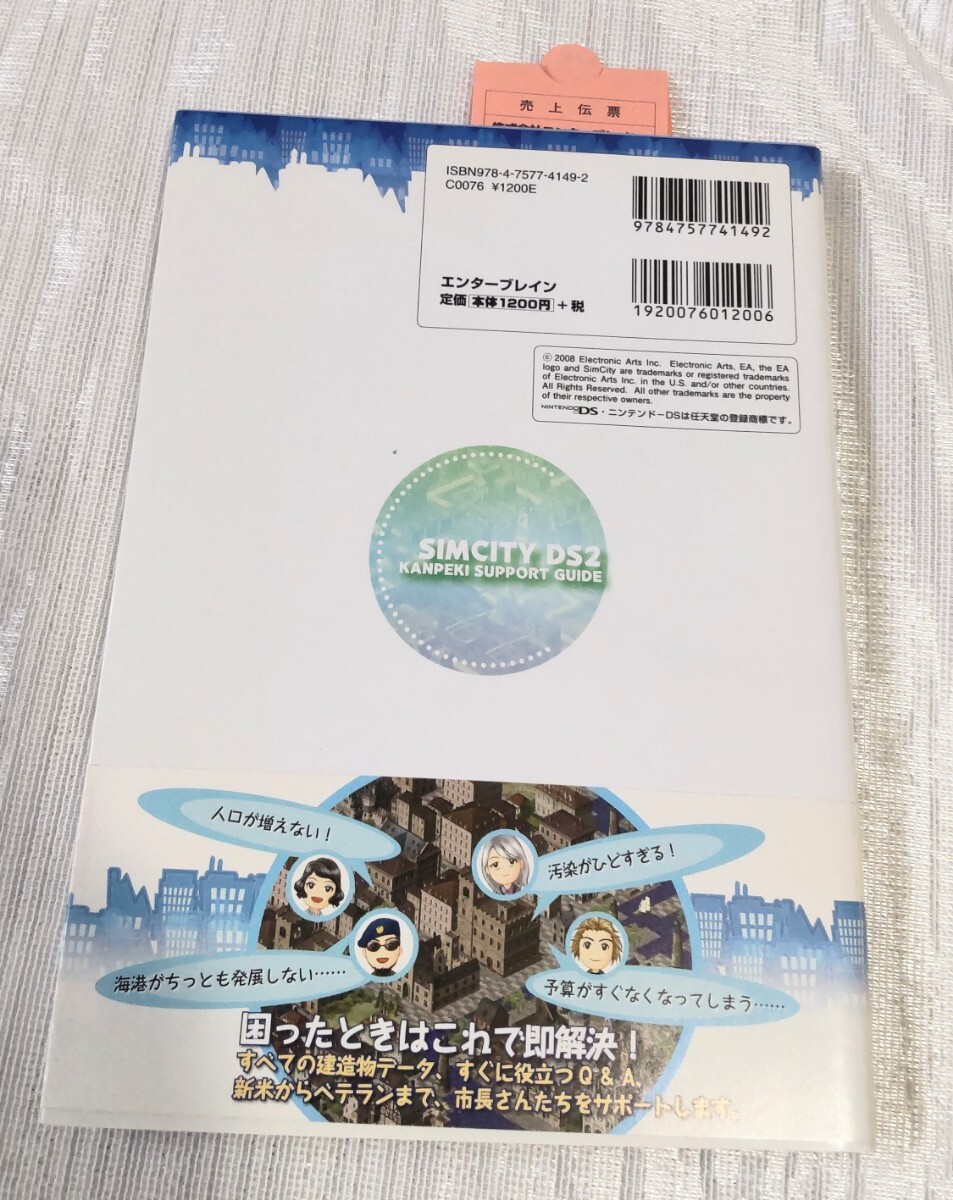 売上伝票
ISBN978-4-7577-4149-2
C0076 ¥1200E
9784757741492
エンターブレイン
定価 本体1200円 +税
1920076012006
© 2008 Electronic Arts Inc. Electronic Arts, EA, the EA
logo and SimCity are trademarks or registered trademarks
of Electronic Arts Inc. in the U.S. and/or other countries.
All Rights Reserved. All other trademarks are the property
of their respective owners.
NINTENDO DS・ニンテンドーDSは任天堂の登録商標です。
SIMCITY DS2
KANPEKI SUPPORT GUIDE
人口が増えない！
汚染がひどすぎる！
海港がちっとも発展しない……
予算がすぐなくなってしまう……
困ったときはこれで即解決！
すべての建造物データ、すぐに役立つQ & A、
新米からベテランまで、市長さんたちをサポートします。